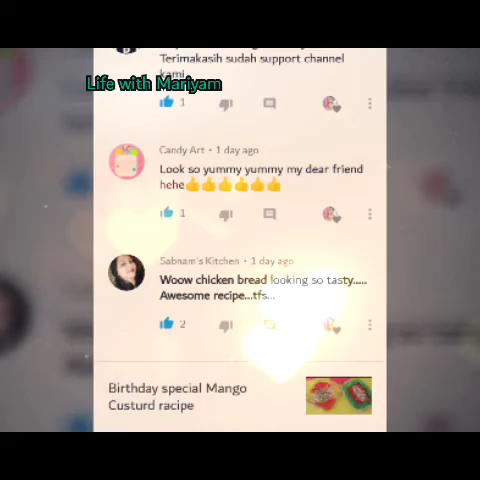 Terimakasih sudah support channel
kami
Life with Mariyam
1
Candy Art • 1 day ago
Look so yummy yummy my dear friend
hehe👍👍👍👍👍👍
1
Sabnam's Kitchen • 1 day ago
Woow chicken bread looking so tasty.....
Awesome recipe...tfs...
2
Birthday special Mango
Custurd racipe